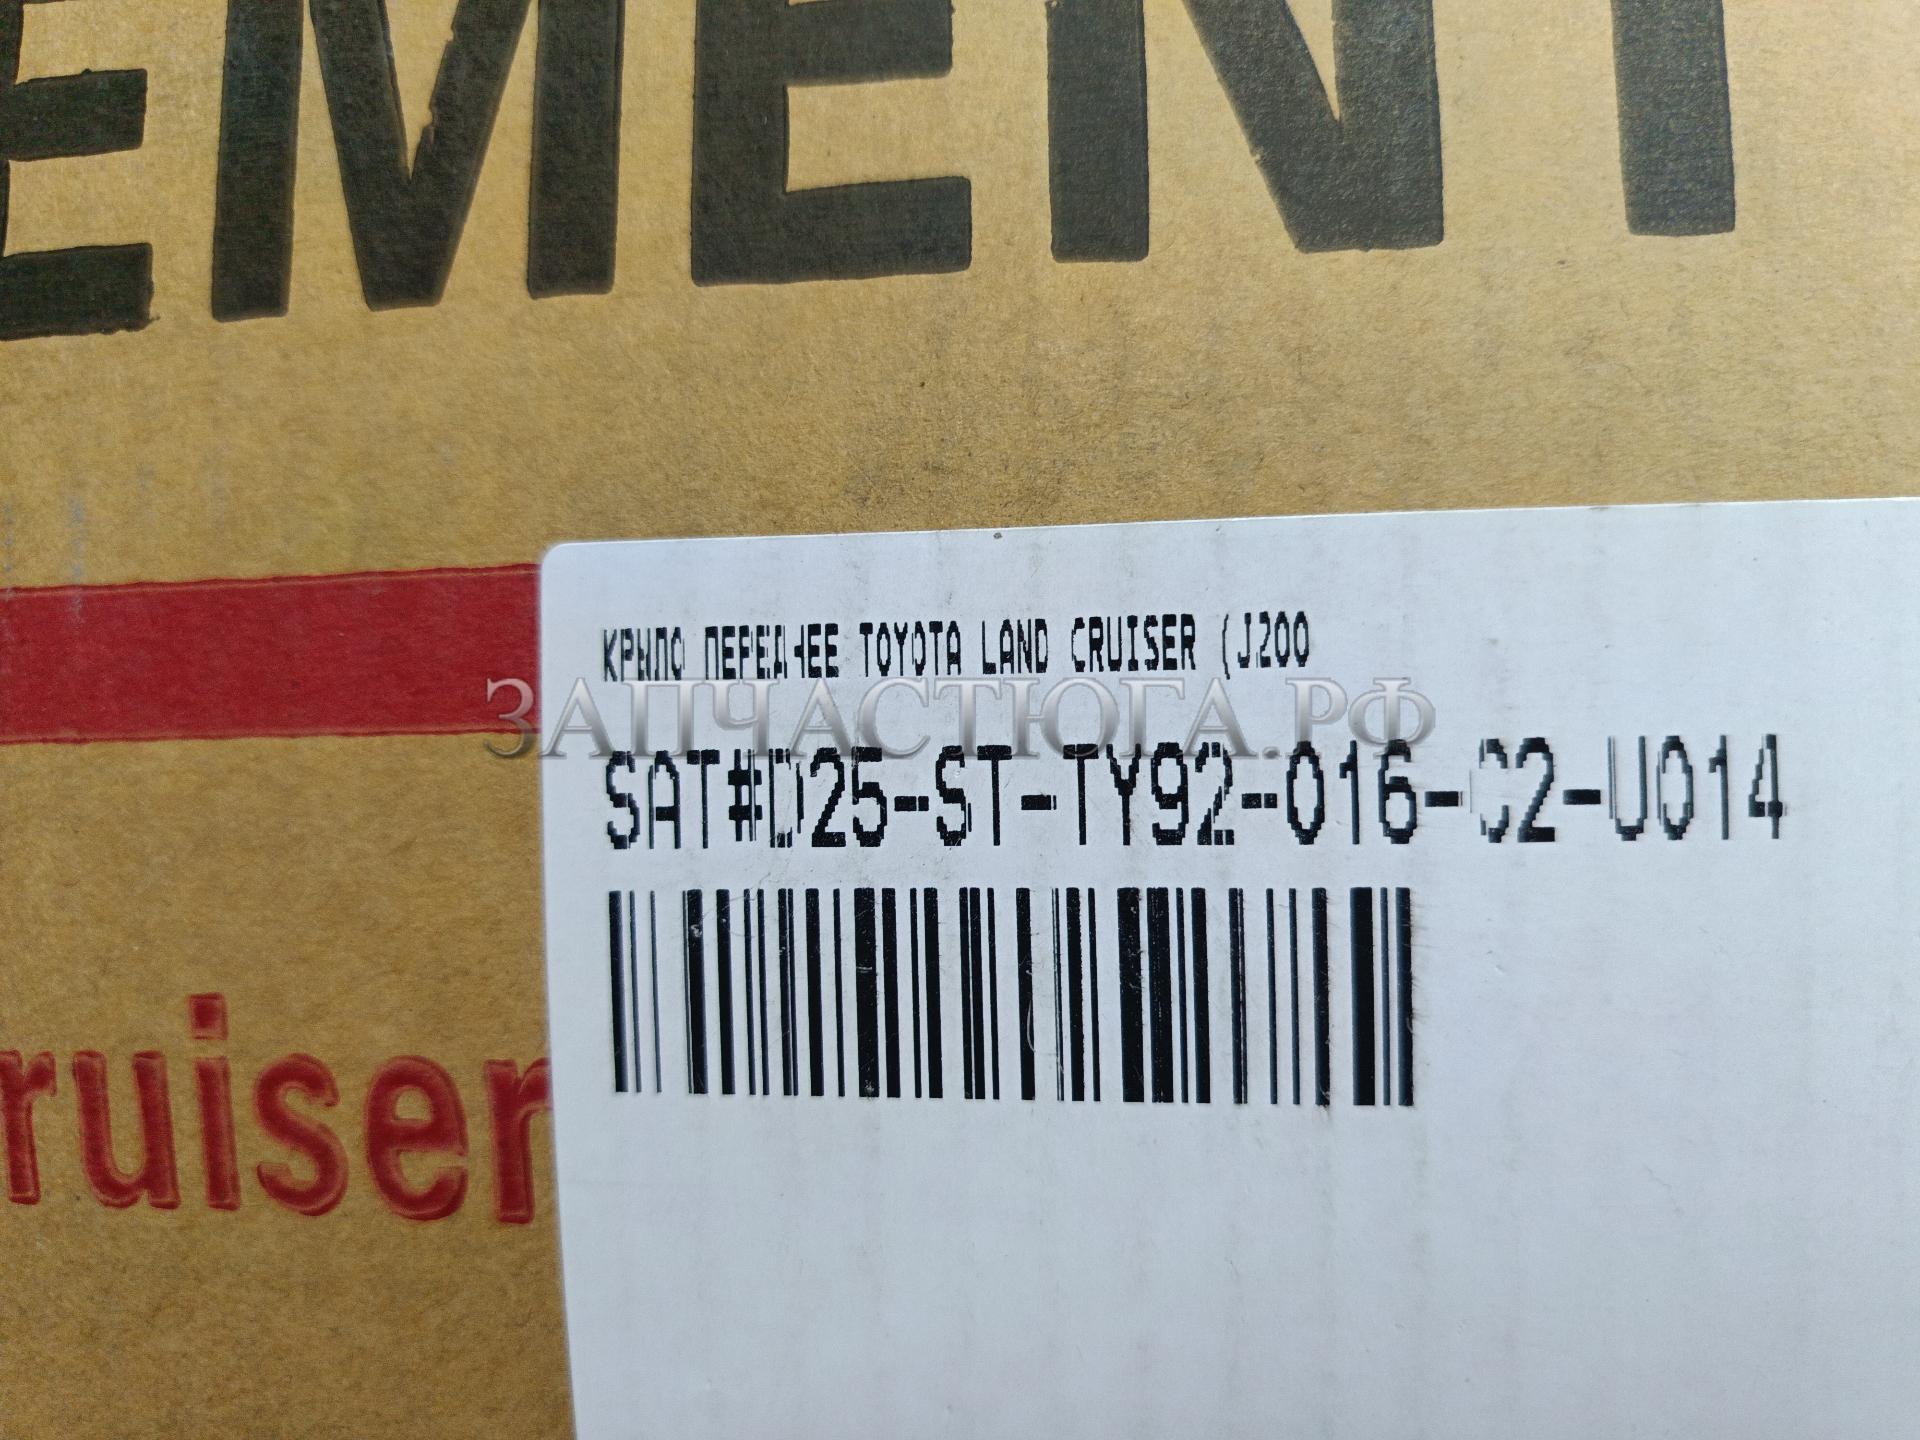 EMENT
КРЫЛО ПЕРЕДНЕЕ TOYOTA LAND CRUISER (J200
ЗАПЧАСТЮГА.РФ
SAT#D25-ST-TY92-016-C2-U014
ruiser